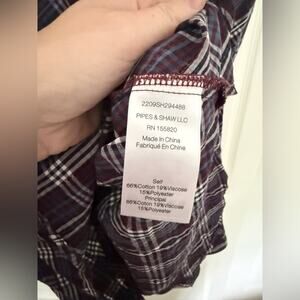 2209SH294488
PIPES & SHAW LLC
RN 155820
Made In China
Fabriqué En Chine
Self
66%Cotton 19%Viscose
15%Polyester
Principal
66%Cotton 19%Viscose
15%Polyester